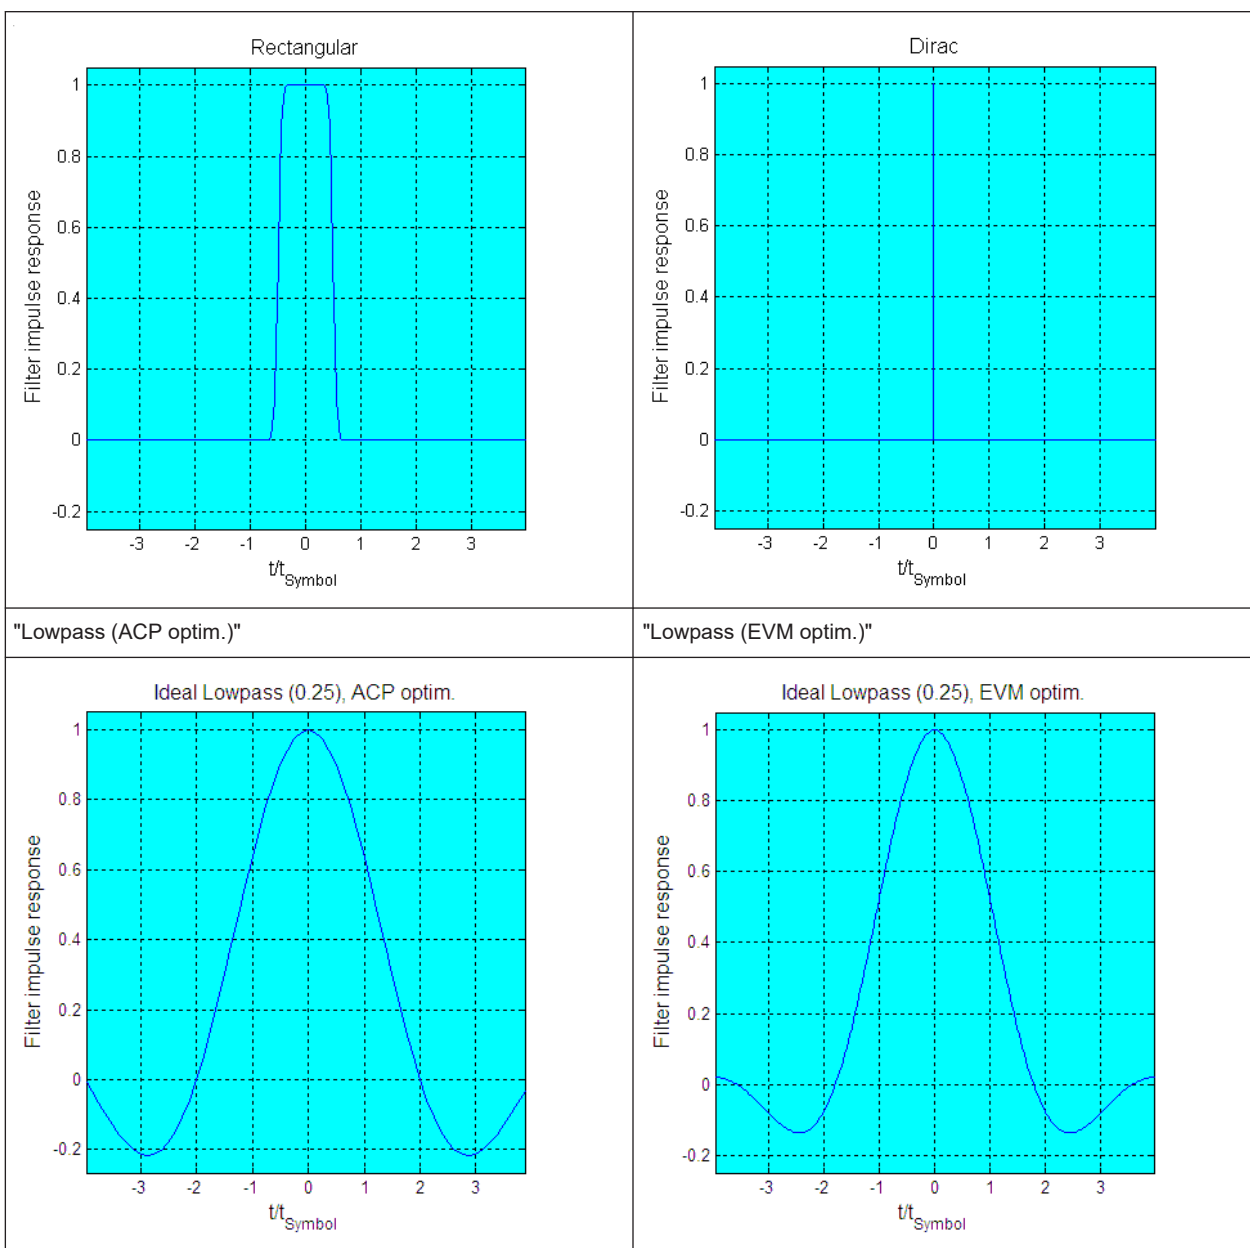 Rectangular
Filter impulse response
1
0.8
0.6
0.4
0.2
0
-0.2
-3 -2 -1 0 1 2 3
t/tSymbol
Dirac
Filter impulse response
1
0.8
0.6
0.4
0.2
0
-0.2
-3 -2 -1 0 1 2 3
t/tSymbol
"Lowpass (ACP optim.)"
"Lowpass (EVM optim.)"
Ideal Lowpass (0.25), ACP optim.
Filter impulse response
1
0.8
0.6
0.4
0.2
0
-0.2
-3 -2 -1 0 1 2 3
t/tSymbol
Ideal Lowpass (0.25), EVM optim.
Filter impulse response
1
0.8
0.6
0.4
0.2
0
-0.2
-3 -2 -1 0 1 2 3
t/tSymbol